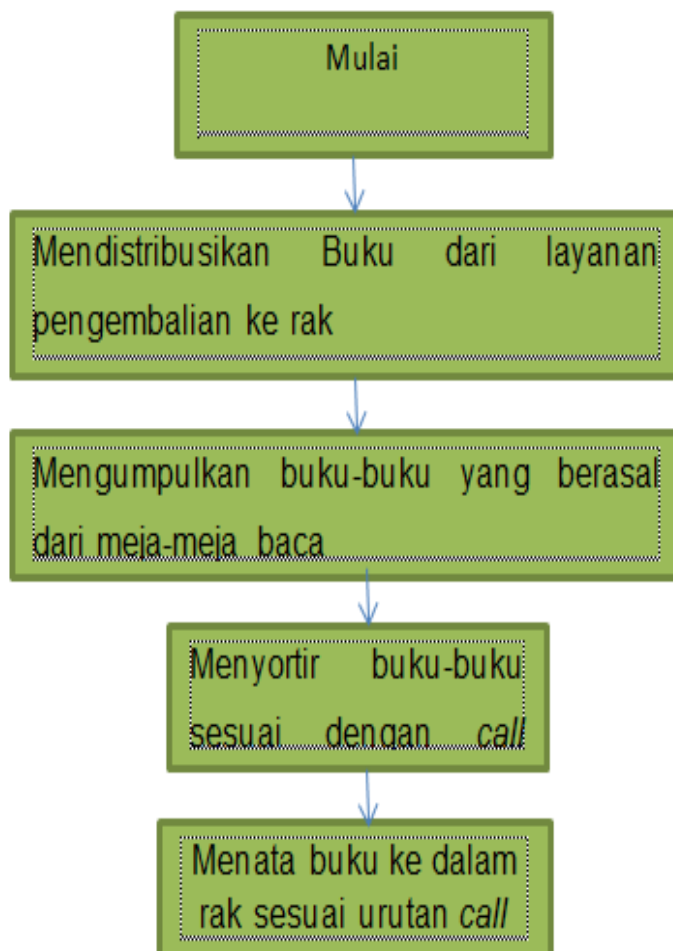 Mulai
Mendistribusikan Buku dari layanan
pengembalian ke rak
Mengumpulkan buku-buku yang berasal
dari meja-meja baca
Menyortir buku-buku
sesuai dengan call
Menata buku ke dalam
rak sesuai urutan call